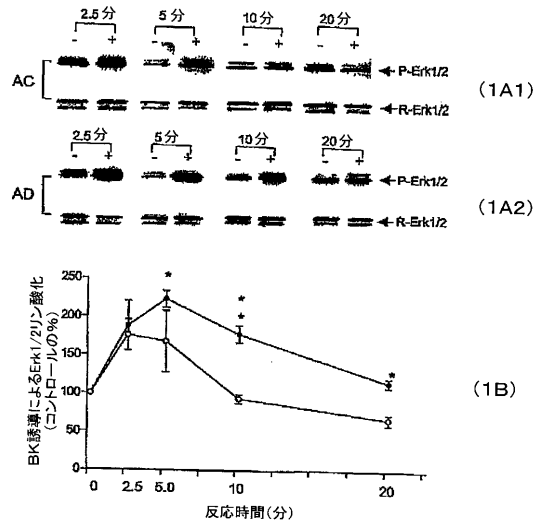 2.5分 5分 10分 20分
- + - + - + - +
AC
P-Erk1/2
R-Erk1/2
(1A1)
2.5分 5分 10分 20分
- + - + - + - +
AD
P-Erk1/2
R-Erk1/2
(1A2)
BK誘導によるErk1/2リン酸化
(コントロールの%)
250
200
150
100
50
0
* * * *
0 2.5 5.0 10 20
反応時間(分)
(1B)